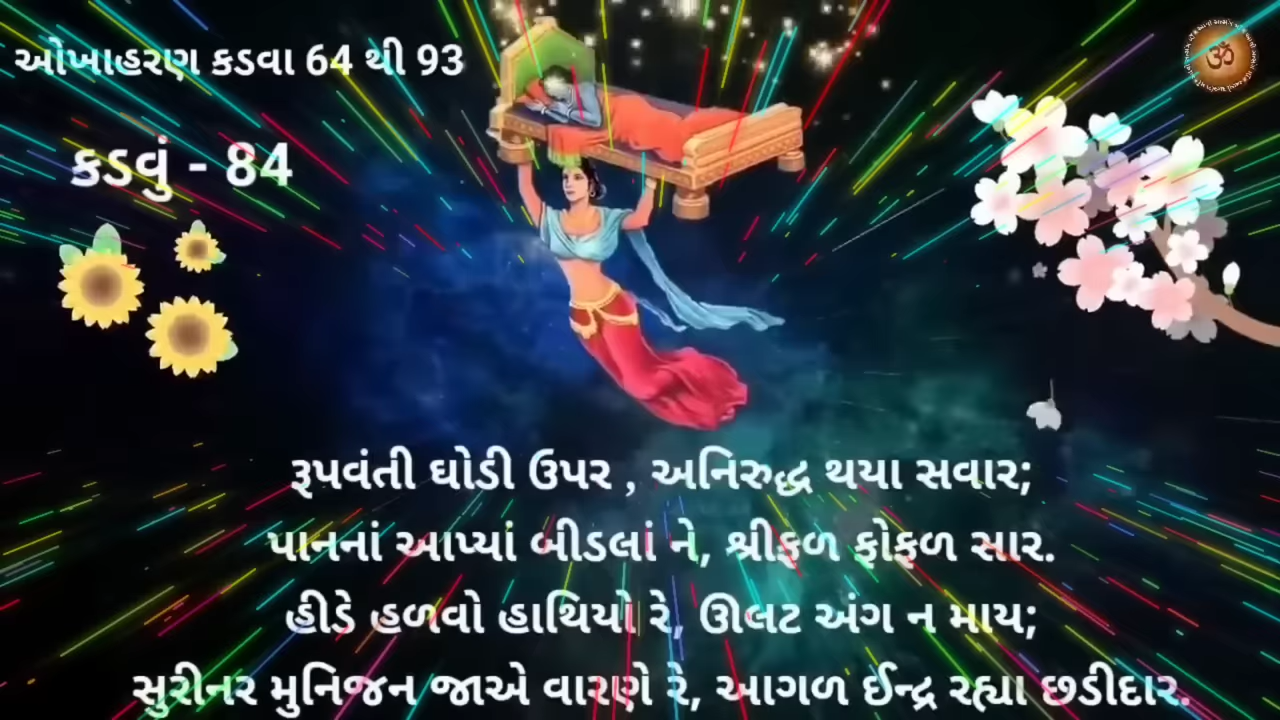 ઓખાહરણ કડવા 64 થી 93
કડવું - 84
ૐ
રૂપવંતી ઘોડી ઉપર , અનિરુદ્ધ થયા સવાર;
પાનનાં આપ્યાં બીડલાં ને, શ્રીફળ ફોફળ સાર.
હીડે હળવો હાથિયો રે, ઊલટ અંગ ન માય;
સુરીનર મુનિજન જાએ વારણે રે, આગળ ઈન્દ્ર રહ્યા છડીદાર.